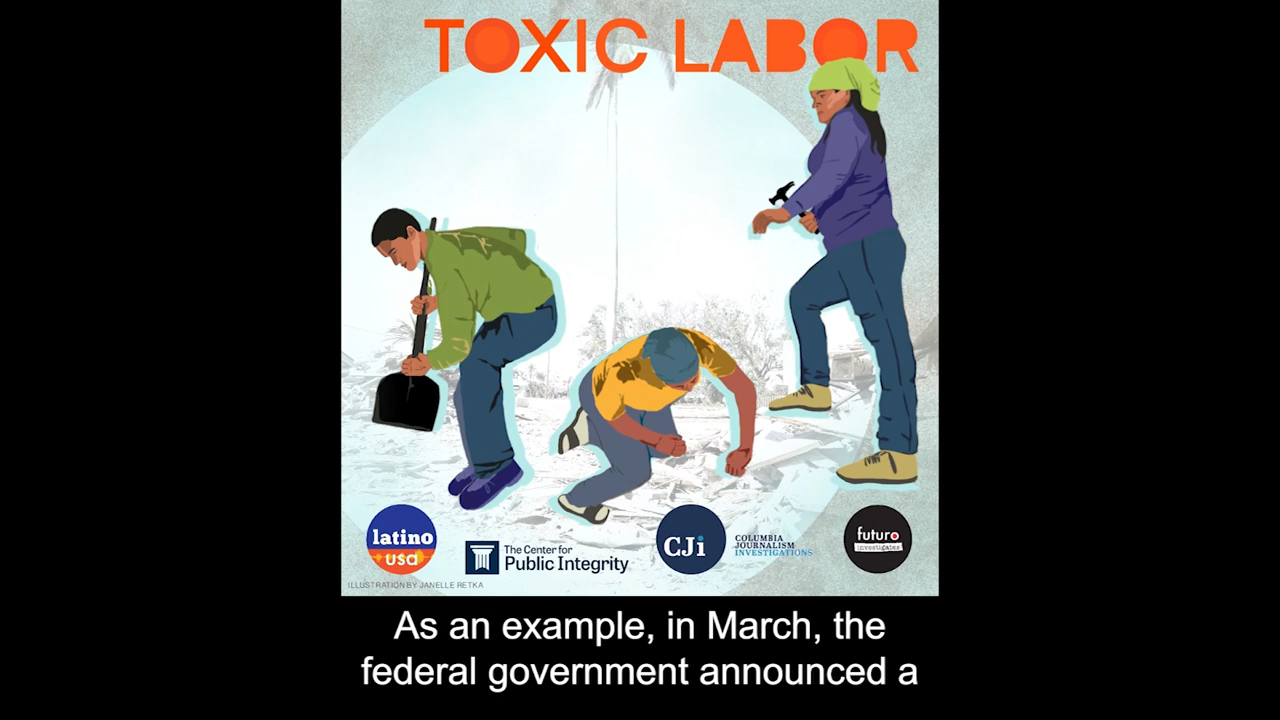 TOXIC LABOR
latino
usa
The Center for
Public Integrity
CJi
COLUMBIA
JOURNALISM
INVESTIGATIONS
futuro
investigates
ILLUSTRATION BY JANELLE RETKA
As an example, in March, the
federal government announced a